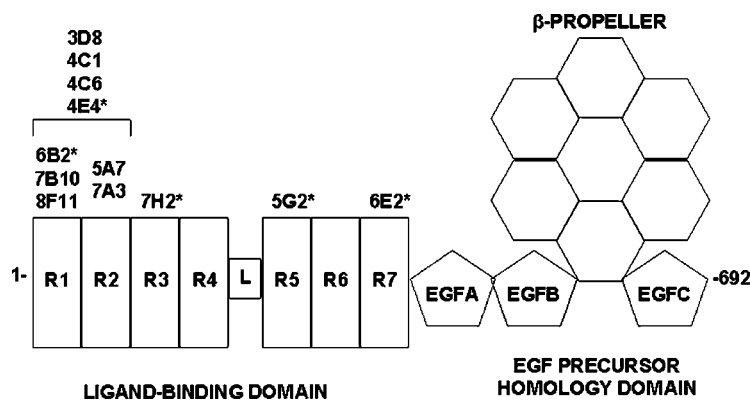 β-PROPELLER
3D8
4C1
4C6
4E4*
6B2*
7B10
8F11
5A7
7A3
7H2*
5G2*
6E2*
1-
R1
R2
R3
R4
L
R5
R6
R7
EGFA
EGFB
EGFC
-692
LIGAND-BINDING DOMAIN
EGF PRECURSOR
HOMOLOGY DOMAIN